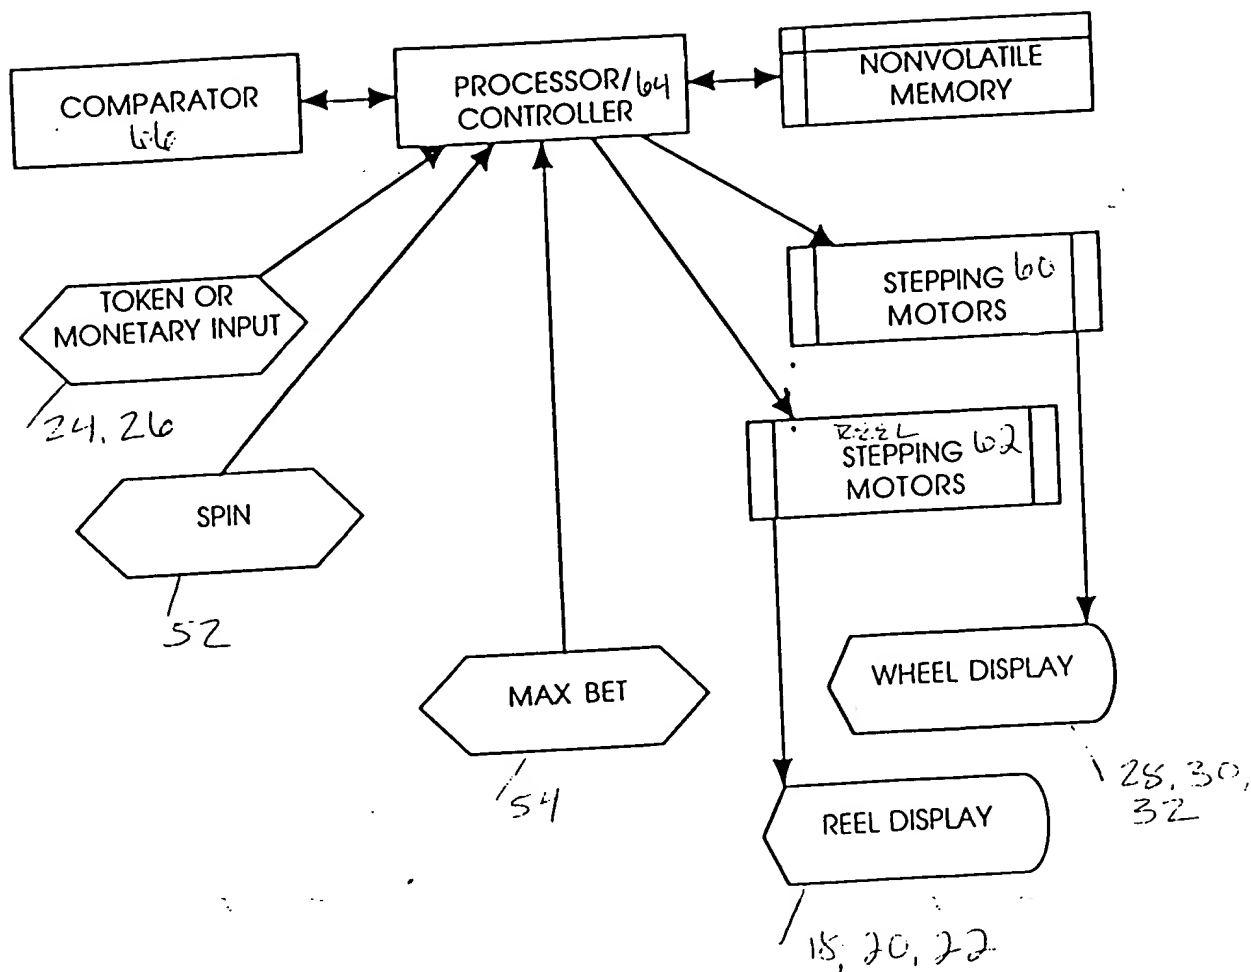 COMPARATOR
66
PROCESSOR/ 64
CONTROLLER
NONVOLATILE
MEMORY
TOKEN OR
MONETARY INPUT
24, 26
STEPPING 60
MOTORS
REEL
STEPPING 62
MOTORS
SPIN
52
MAX BET
54
WHEEL DISPLAY
28, 30,
32
REEL DISPLAY
18, 20, 22